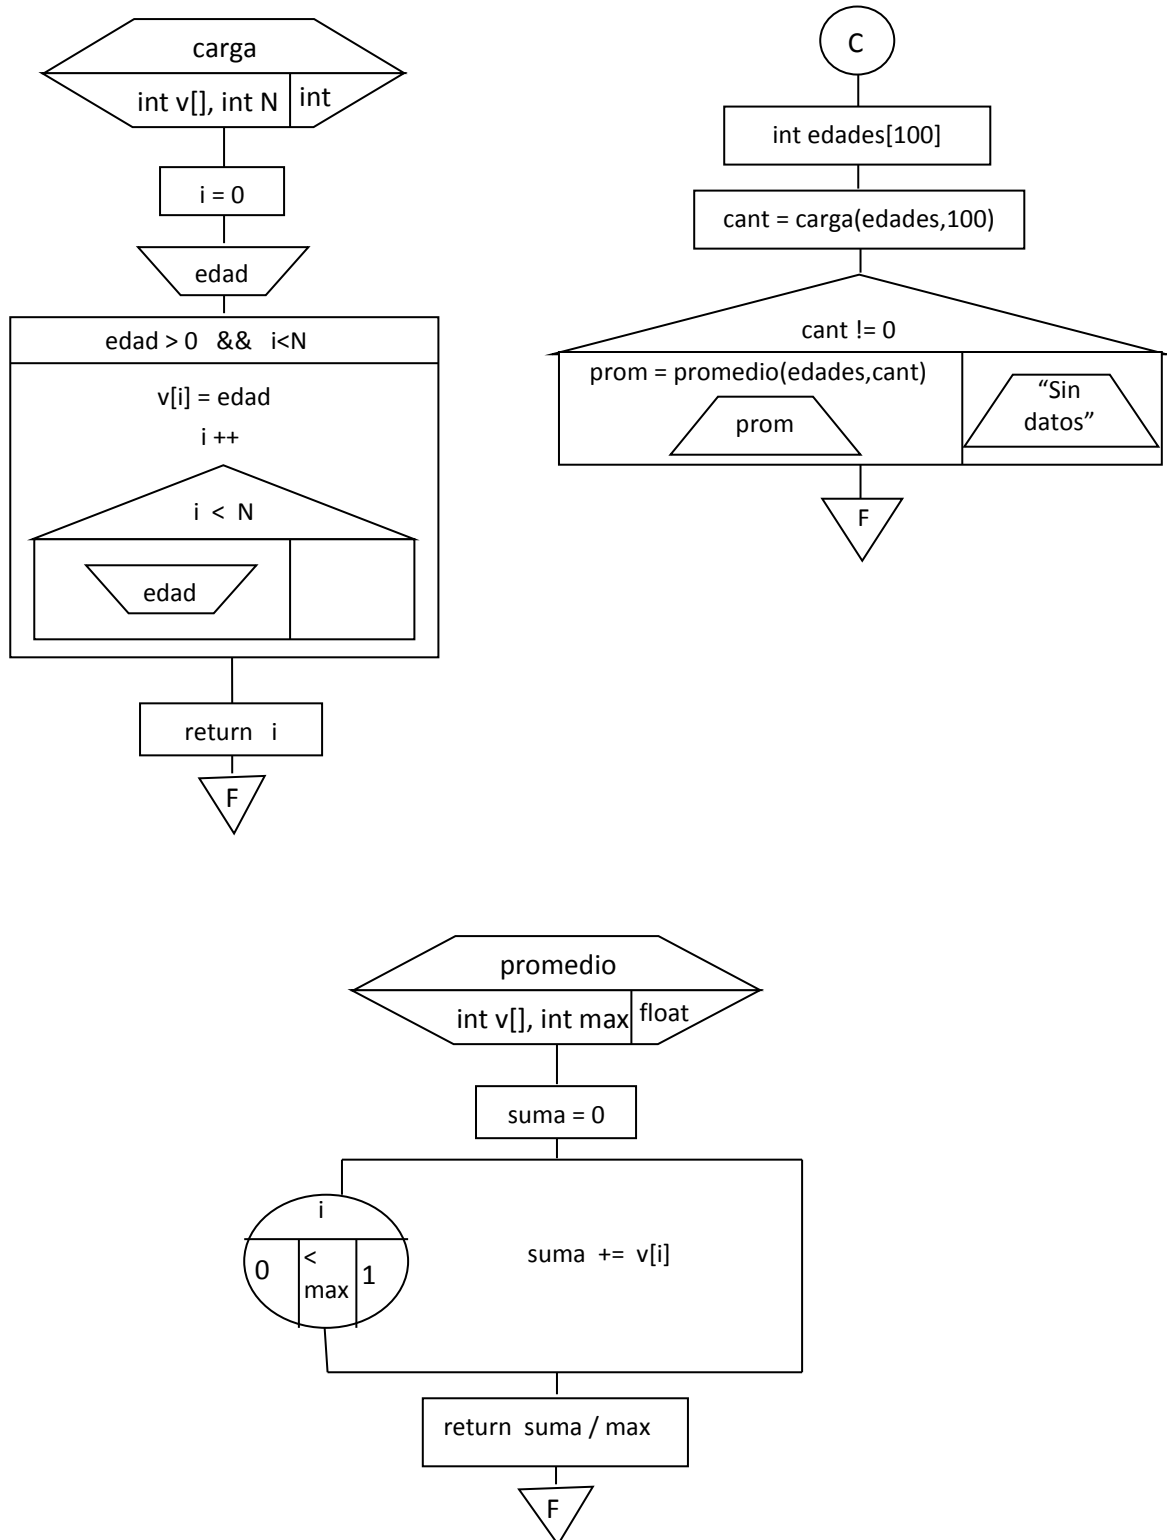 carga
int v[], int N
int
i = 0
edad
edad > 0 && i<N
v[i] = edad
i ++
i < N
edad
return i
F
C
int edades[100]
cant = carga(edades,100)
cant != 0
prom = promedio(edades,cant)
prom
“Sin
datos”
F
promedio
int v[], int max
float
suma = 0
i
0
<
max
1
suma += v[i]
return suma / max
F